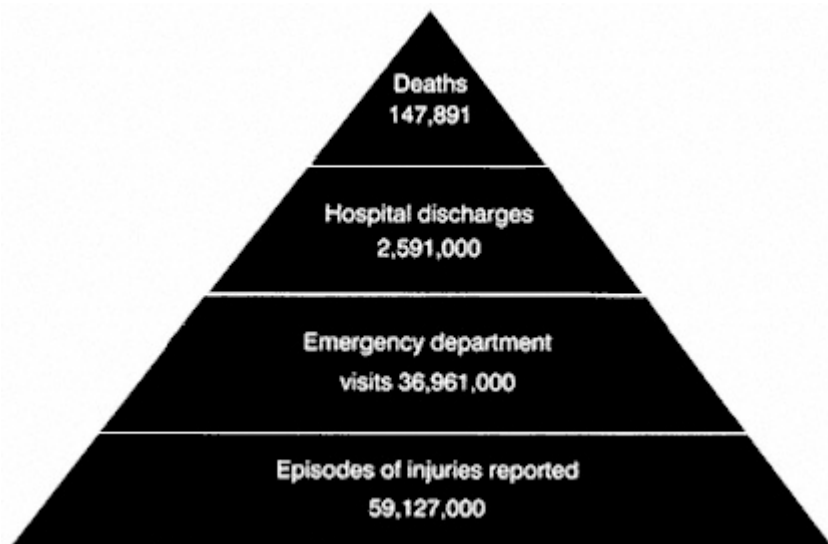 Deaths
147,891
Hospital discharges
2,591,000
Emergency department
visits 36,961,000
Episodes of injuries reported
59,127,000